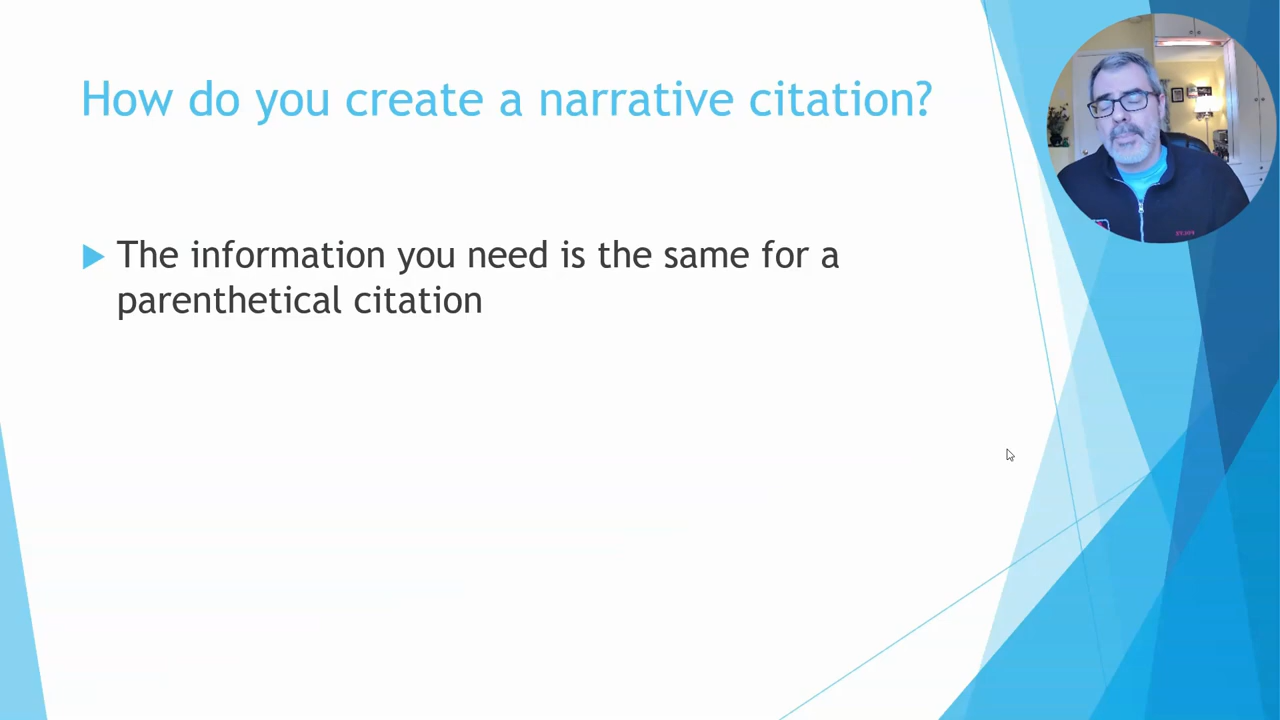 How do you create a narrative citation?
The information you need is the same for a
parenthetical citation